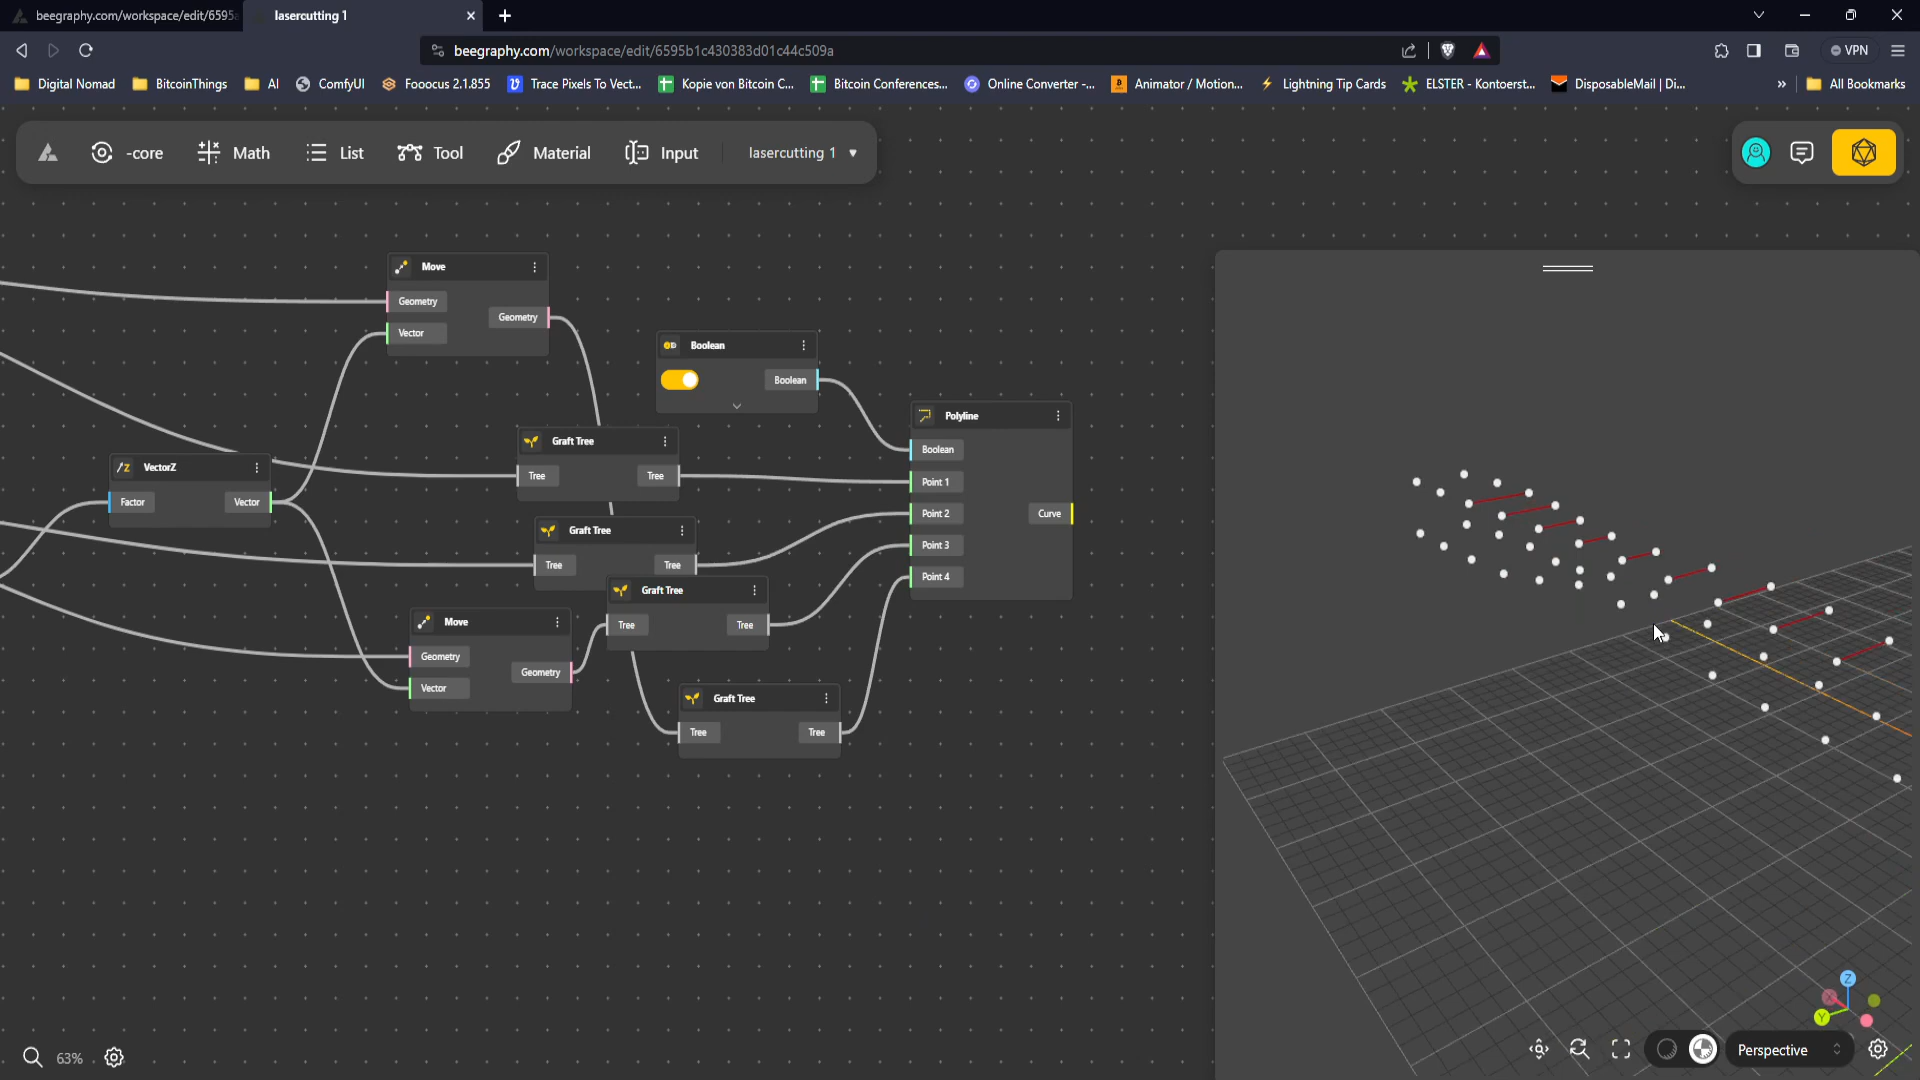 beegraphy.com/workspace/edit/6595
lasercutting 1
beegraphy.com/workspace/edit/6595b1c430383d01c44c509a
VPN
Digital Nomad
BitcoinThings
AI
ComfyUI
Fooocus 2.1.855
Trace Pixels To Vect...
Kopie von Bitcoin C...
Bitcoin Conferences...
Online Converter -...
Animator / Motion...
Lightning Tip Cards
ELSTER - Kontoerst...
DisposableMail | Di...
»
All Bookmarks
-core
Math
List
Tool
Material
Input
lasercutting 1
Move
Geometry
Geometry
Vector
Boolean
Boolean
Polyline
Boolean
Point 1
Point 2
Curve
Point 3
Point 4
Graft Tree
Tree
Tree
VectorZ
Factor
Vector
Graft Tree
Tree
Tree
Graft Tree
Tree
Tree
Move
Geometry
Geometry
Vector
Graft Tree
Tree
Tree
Z
X
Y
63%
Perspective